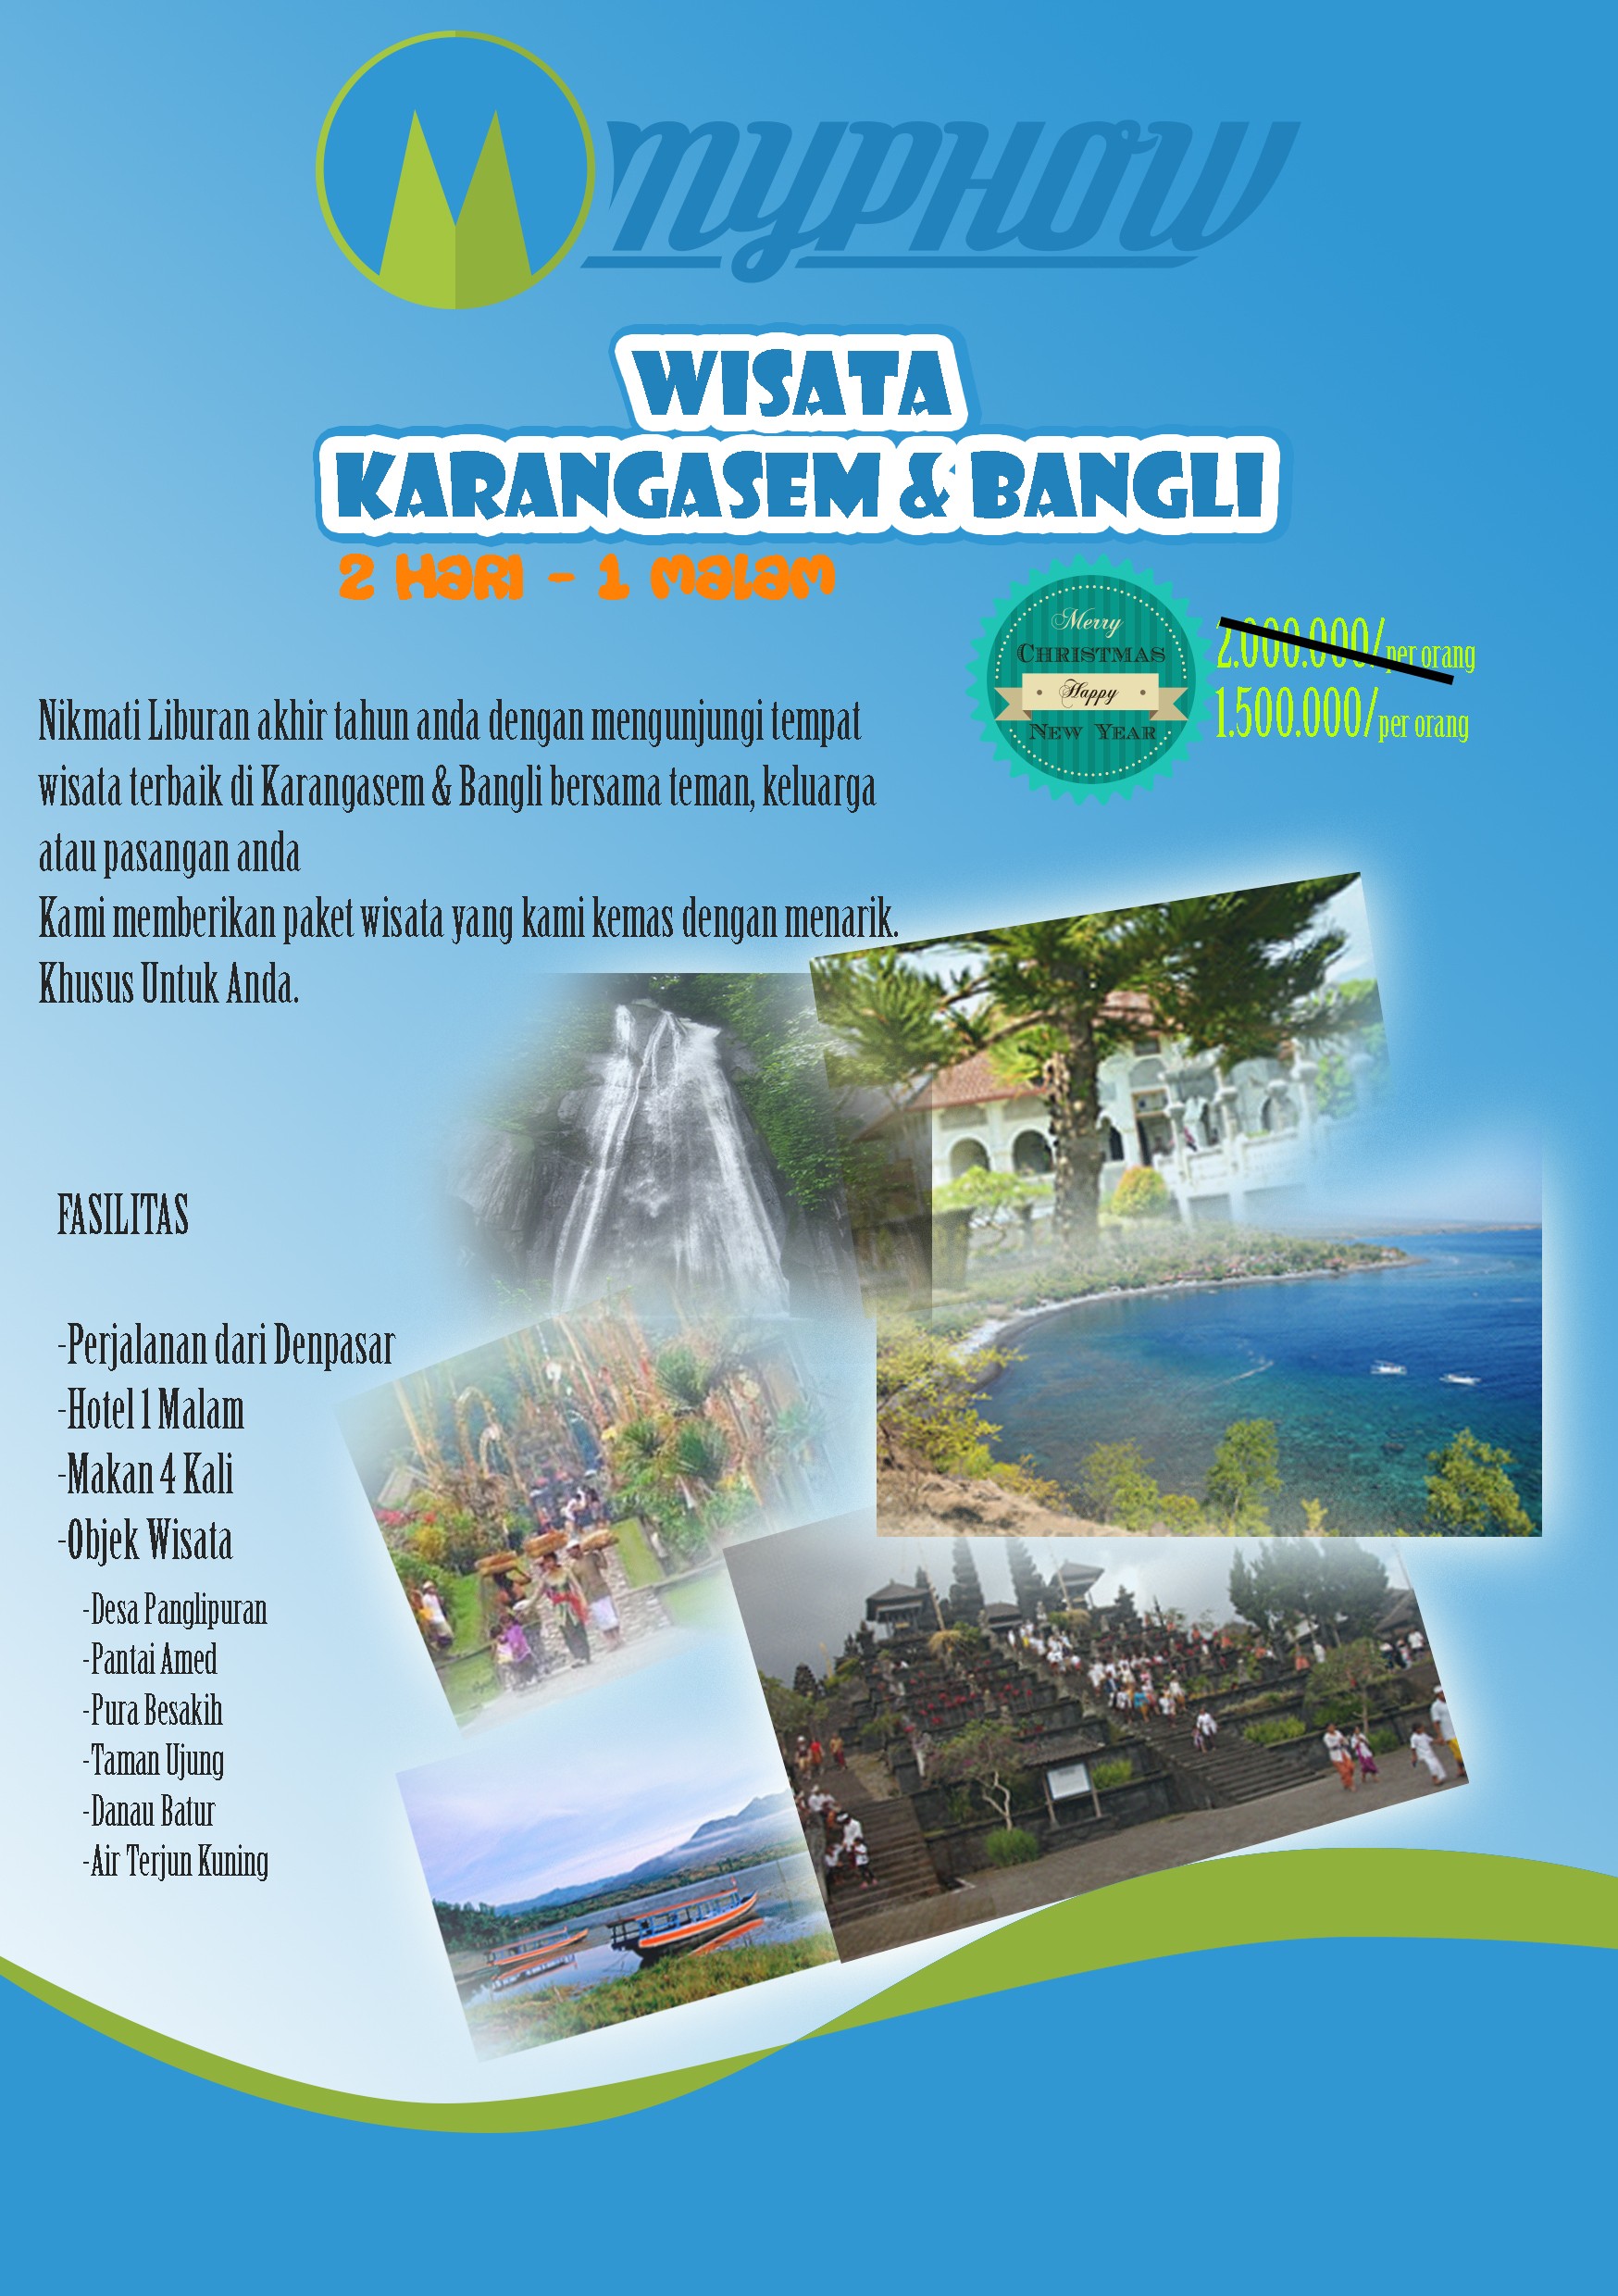 MYPHOW
WISATA
KARANGASEM & BANGLI
2 HARI - 1 MALAM
Merry
CHRISTMAS
Happy
NEW YEAR
2.000.000/per orang
1.500.000/per orang
Nikmati Liburan akhir tahun anda dengan mengunjungi tempat
wisata terbaik di Karangasem & Bangli bersama teman, keluarga
atau pasangan anda
Kami memberikan paket wisata yang kami kemas dengan menarik.
Khusus Untuk Anda.
FASILITAS
-Perjalanan dari Denpasar
-Hotel 1 Malam
-Makan 4 Kali
-Objek Wisata
-Desa Panglipuran
-Pantai Amed
-Pura Besakih
-Taman Ujung
-Danau Batur
-Air Terjun Kuning